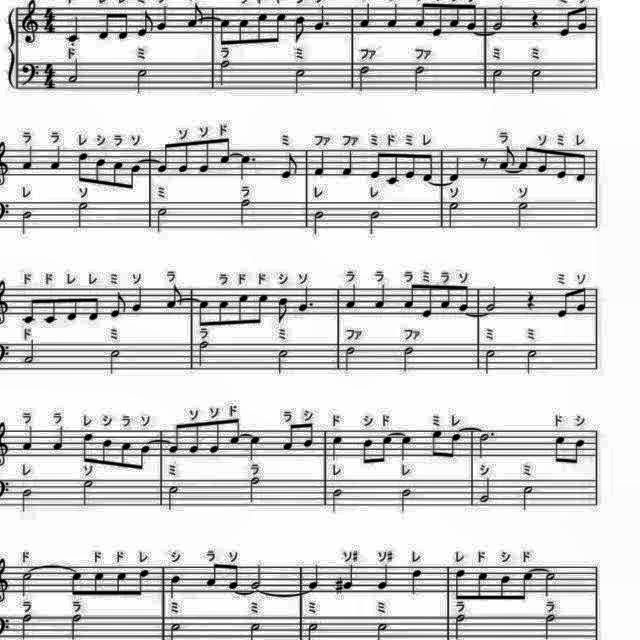 ド ミ ラ ミ ファ ファ ミ ミ
ラ ラ レ シ ラ ソ ソ ソ ド ミ ファ ファ ミ ド ミ レ ラ ソ ミ レ
レ ソ ミ ラ レ レ ソ ソ
ド ド レ レ ミ ソ ラ ラ ド ド シ ソ ラ ラ ラ ミ ラ ソ ミ ソ
ド ミ ラ ミ ファ ファ ミ ミ
ラ ラ レ シ ラ ソ ソ ソ ド ラ シ ド シ ド ミ レ ド シ
レ ソ ミ ラ レ レ シ ミ
ド ド ド レ シ ラ ソ ソ# ソ# レ レ ド シ ド
ラ ラ ミ ミ ミ ミ ラ ラ